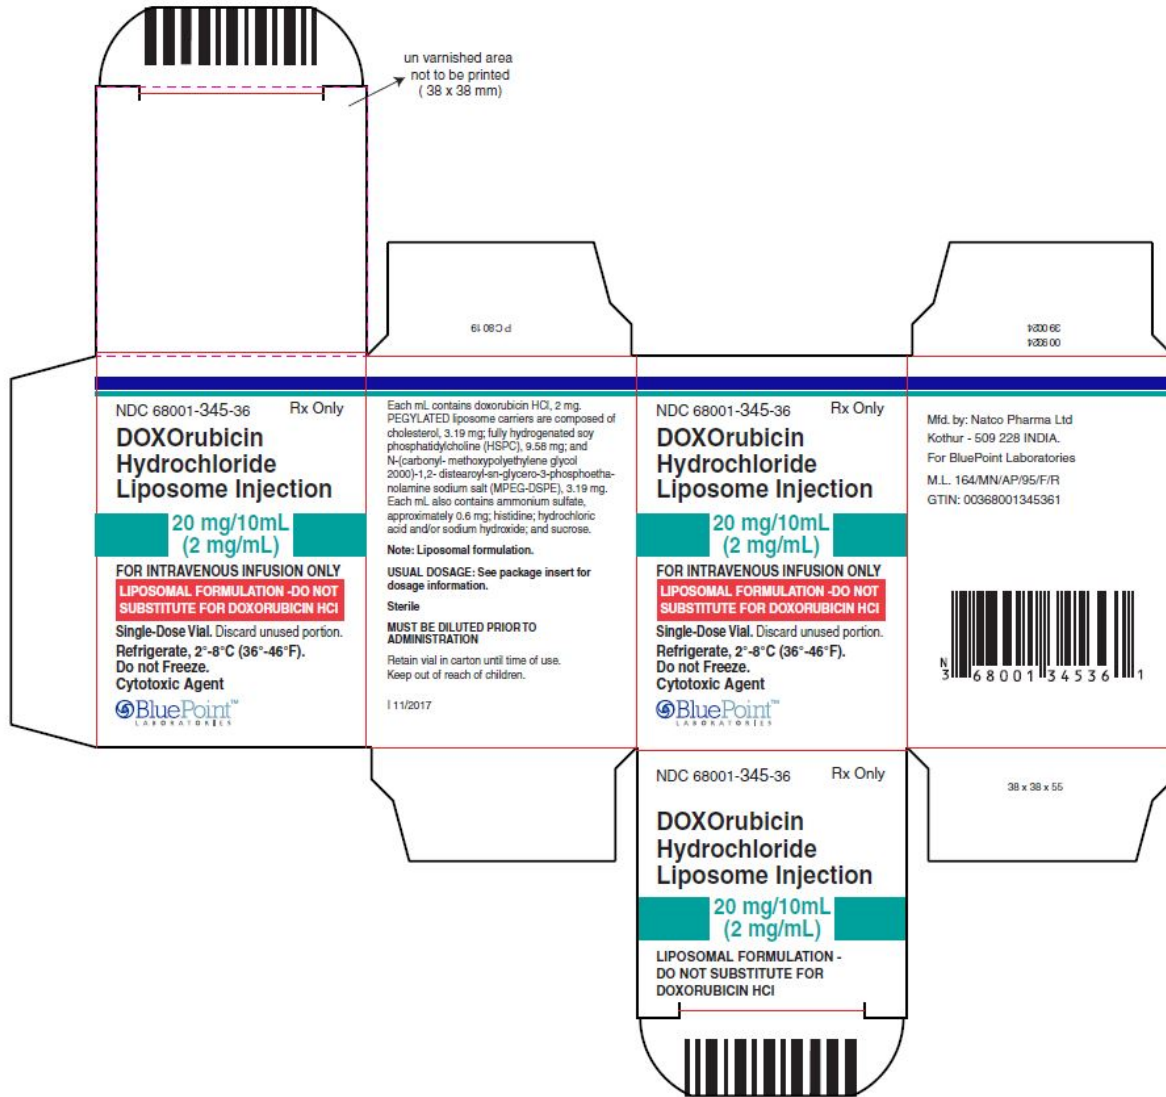 un varnished area
not to be printed
( 38 x 38 mm)
P C80 19
39 0024
NDC 68001-345-36 Rx Only
DOXOrubicin
Hydrochloride
Liposome Injection
20 mg/10mL
(2 mg/mL)
FOR INTRAVENOUS INFUSION ONLY
LIPOSOMAL FORMULATION -DO NOT
SUBSTITUTE FOR DOXORUBICIN HCl
Single-Dose Vial. Discard unused portion.
Refrigerate, 2°-8°C (36°-46°F).
Do not Freeze.
Cytotoxic Agent
BluePoint™
LABORATORIES
Each mL contains doxorubicin HCl, 2 mg.
PEGYLATED liposome carriers are composed of
cholesterol, 3.19 mg; fully hydrogenated soy
phosphatidylcholine (HSPC), 9.58 mg; and
N-(carbonyl- methoxypolyethylene glycol
2000)-1,2- distearoyl-sn-glycero-3-phosphoetha-
nolamine sodium salt (MPEG-DSPE), 3.19 mg.
Each mL also contains ammonium sulfate,
approximately 0.6 mg; histidine; hydrochloric
acid and/or sodium hydroxide; and sucrose.
Note: Liposomal formulation.
USUAL DOSAGE: See package insert for
dosage information.
Sterile
MUST BE DILUTED PRIOR TO
ADMINISTRATION
Retain vial in carton until time of use.
Keep out of reach of children.
I 11/2017
NDC 68001-345-36 Rx Only
DOXOrubicin
Hydrochloride
Liposome Injection
20 mg/10mL
(2 mg/mL)
FOR INTRAVENOUS INFUSION ONLY
LIPOSOMAL FORMULATION -DO NOT
SUBSTITUTE FOR DOXORUBICIN HCl
Single-Dose Vial. Discard unused portion.
Refrigerate, 2°-8°C (36°-46°F).
Do not Freeze.
Cytotoxic Agent
BluePoint™
LABORATORIES
Mfd. by: Natco Pharma Ltd
Kothur - 509 228 INDIA.
For BluePoint Laboratories
M.L. 164/MN/AP/95/F/R
GTIN: 00368001345361
N
3 68001 34536 1
NDC 68001-345-36 Rx Only
DOXOrubicin
Hydrochloride
Liposome Injection
20 mg/10mL
(2 mg/mL)
LIPOSOMAL FORMULATION -
DO NOT SUBSTITUTE FOR
DOXORUBICIN HCl
38 x 38 x 55